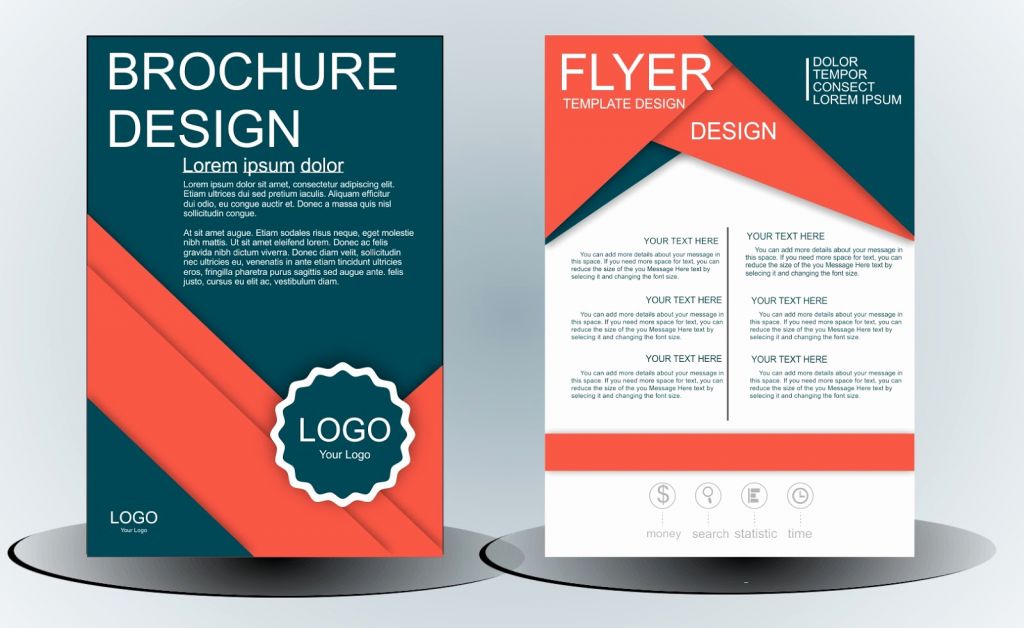 BROCHURE
DESIGN
Lorem ipsum dolor
Lorem ipsum dolor sit amet, consectetur adipiscing elit.
Etiam ultrices dui sed diam congue, sed Aliquam efficitur
dui odio, et ornare. Donec a massa vitae, mi wisi
sollicitudin congue.
At sit amet augue. Etiam sodales risus neque, eget molestie
nibh mattis. Ut sit amet eleifend lorem. Donec eu felis
gravida nibh dictum viverra. Donec finibus, est sollicitudin
nec ultricies eu, venenatis in ante etiam tincidunt ultricies
eros, fringilla pharetra purus sagittis sed augue ante. felis
justo, cursus eu elit ac, vestibulum diam.
LOGO
Your Logo
LOGO
Your Logo
FLYER
TEMPLATE DESIGN
DESIGN
DOLOR
TEMPOR
CONSECT
LOREM IPSUM
YOUR TEXT HERE
You can add more details about your message in
this space. If you need more space for text, you can
reduce the size of you Message Here text by
selecing it and changing the font size.
YOUR TEXT HERE
You can add more details about your message in
this space. If you need more space for text, you can
reduce the size of the you Message Here text by
selecing it and changing the font size.
YOUR TEXT HERE
You can add more details about your message in
this space. If you need more space for text, you can
reduce the size of the you Message Here text by
selecing it and changing the font size.
YOUR TEXT HERE
You can add more details about your message in
this space. If you need more space for text, you can
reduce the size of the you Message Here text by
selecing it and changing the font size.
YOUR TEXT HERE
You can add more details about your message in
this space. If you need more space for text, you can
reduce the size of the you Message Here text by
selecing it and changing the font size.
YOUR TEXT HERE
You can add more details about your message in
this space. If you need more space for text, you can
reduce the size of the you Message Here text by
selecing it and changing the font size.
$
money
search
statistic
time